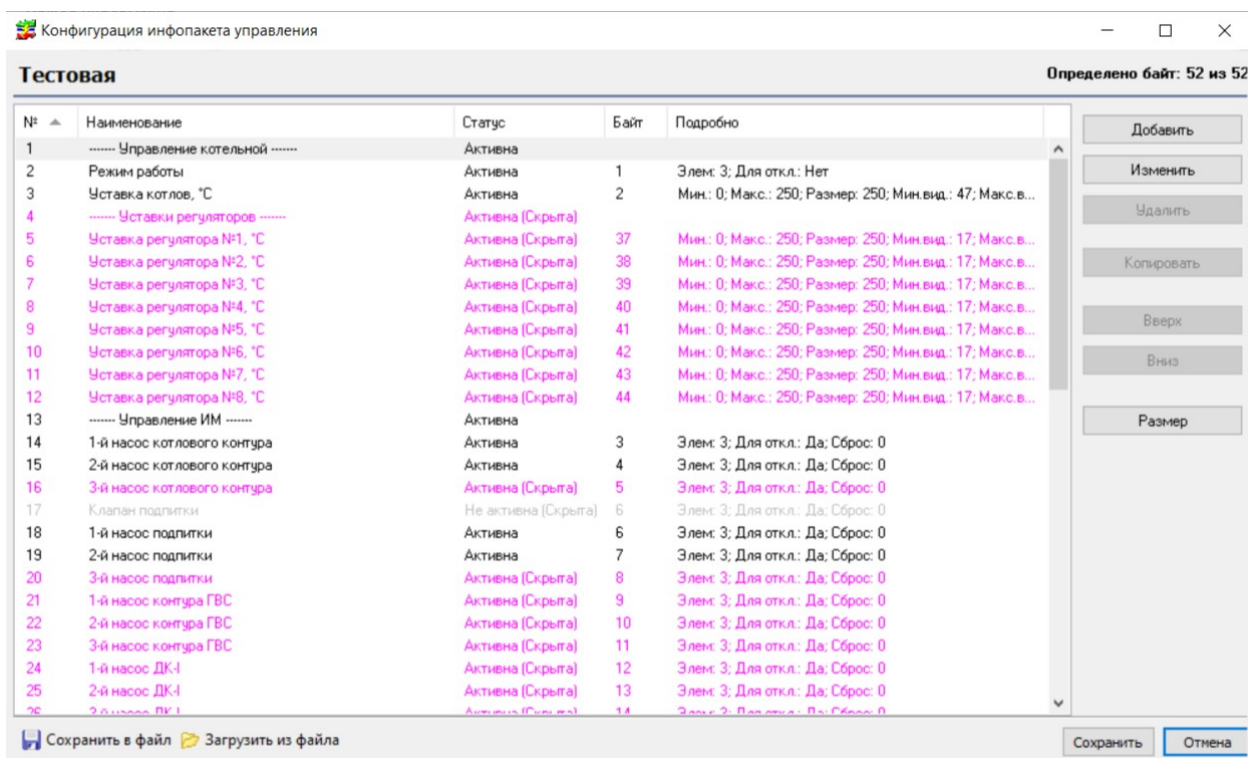 Конфигурация инфопакета управления
Тестовая
Определено байт: 52 из 52
№ Наименование Статус Байт Подробно
1 ------- Управление котельной ------- Активна
2 Режим работы Активна 1 Элем: 3; Для откл.: Нет
3 Уставка котлов, °C Активна 2 Мин.: 0; Макс.: 250; Размер: 250; Мин.вид.: 47; Макс.в...
4 ------- Уставки регуляторов ------- Активна (Скрыта)
5 Уставка регулятора №1, °C Активна (Скрыта) 37 Мин.: 0; Макс.: 250; Размер: 250; Мин.вид.: 17; Макс.в...
6 Уставка регулятора №2, °C Активна (Скрыта) 38 Мин.: 0; Макс.: 250; Размер: 250; Мин.вид.: 17; Макс.в...
7 Уставка регулятора №3, °C Активна (Скрыта) 39 Мин.: 0; Макс.: 250; Размер: 250; Мин.вид.: 17; Макс.в...
8 Уставка регулятора №4, °C Активна (Скрыта) 40 Мин.: 0; Макс.: 250; Размер: 250; Мин.вид.: 17; Макс.в...
9 Уставка регулятора №5, °C Активна (Скрыта) 41 Мин.: 0; Макс.: 250; Размер: 250; Мин.вид.: 17; Макс.в...
10 Уставка регулятора №6, °C Активна (Скрыта) 42 Мин.: 0; Макс.: 250; Размер: 250; Мин.вид.: 17; Макс.в...
11 Уставка регулятора №7, °C Активна (Скрыта) 43 Мин.: 0; Макс.: 250; Размер: 250; Мин.вид.: 17; Макс.в...
12 Уставка регулятора №8, °C Активна (Скрыта) 44 Мин.: 0; Макс.: 250; Размер: 250; Мин.вид.: 17; Макс.в...
13 ------- Управление ИМ ------- Активна
14 1-й насос котлового контура Активна 3 Элем: 3; Для откл.: Да; Сброс: 0
15 2-й насос котлового контура Активна 4 Элем: 3; Для откл.: Да; Сброс: 0
16 3-й насос котлового контура Активна (Скрыта) 5 Элем: 3; Для откл.: Да; Сброс: 0
17 Клапан подпитки Не активна (Скрыта) 6 Элем: 3; Для откл.: Да; Сброс: 0
18 1-й насос подпитки Активна 6 Элем: 3; Для откл.: Да; Сброс: 0
19 2-й насос подпитки Активна 7 Элем: 3; Для откл.: Да; Сброс: 0
20 3-й насос подпитки Активна (Скрыта) 8 Элем: 3; Для откл.: Да; Сброс: 0
21 1-й насос контура ГВС Активна (Скрыта) 9 Элем: 3; Для откл.: Да; Сброс: 0
22 2-й насос контура ГВС Активна (Скрыта) 10 Элем: 3; Для откл.: Да; Сброс: 0
23 3-й насос контура ГВС Активна (Скрыта) 11 Элем: 3; Для откл.: Да; Сброс: 0
24 1-й насос ДК-I Активна (Скрыта) 12 Элем: 3; Для откл.: Да; Сброс: 0
25 2-й насос ДК-I Активна (Скрыта) 13 Элем: 3; Для откл.: Да; Сброс: 0
Добавить
Изменить
Удалить
Копировать
Вверх
Вниз
Размер
Сохранить в файл Загрузить из файла
Сохранить Отмена